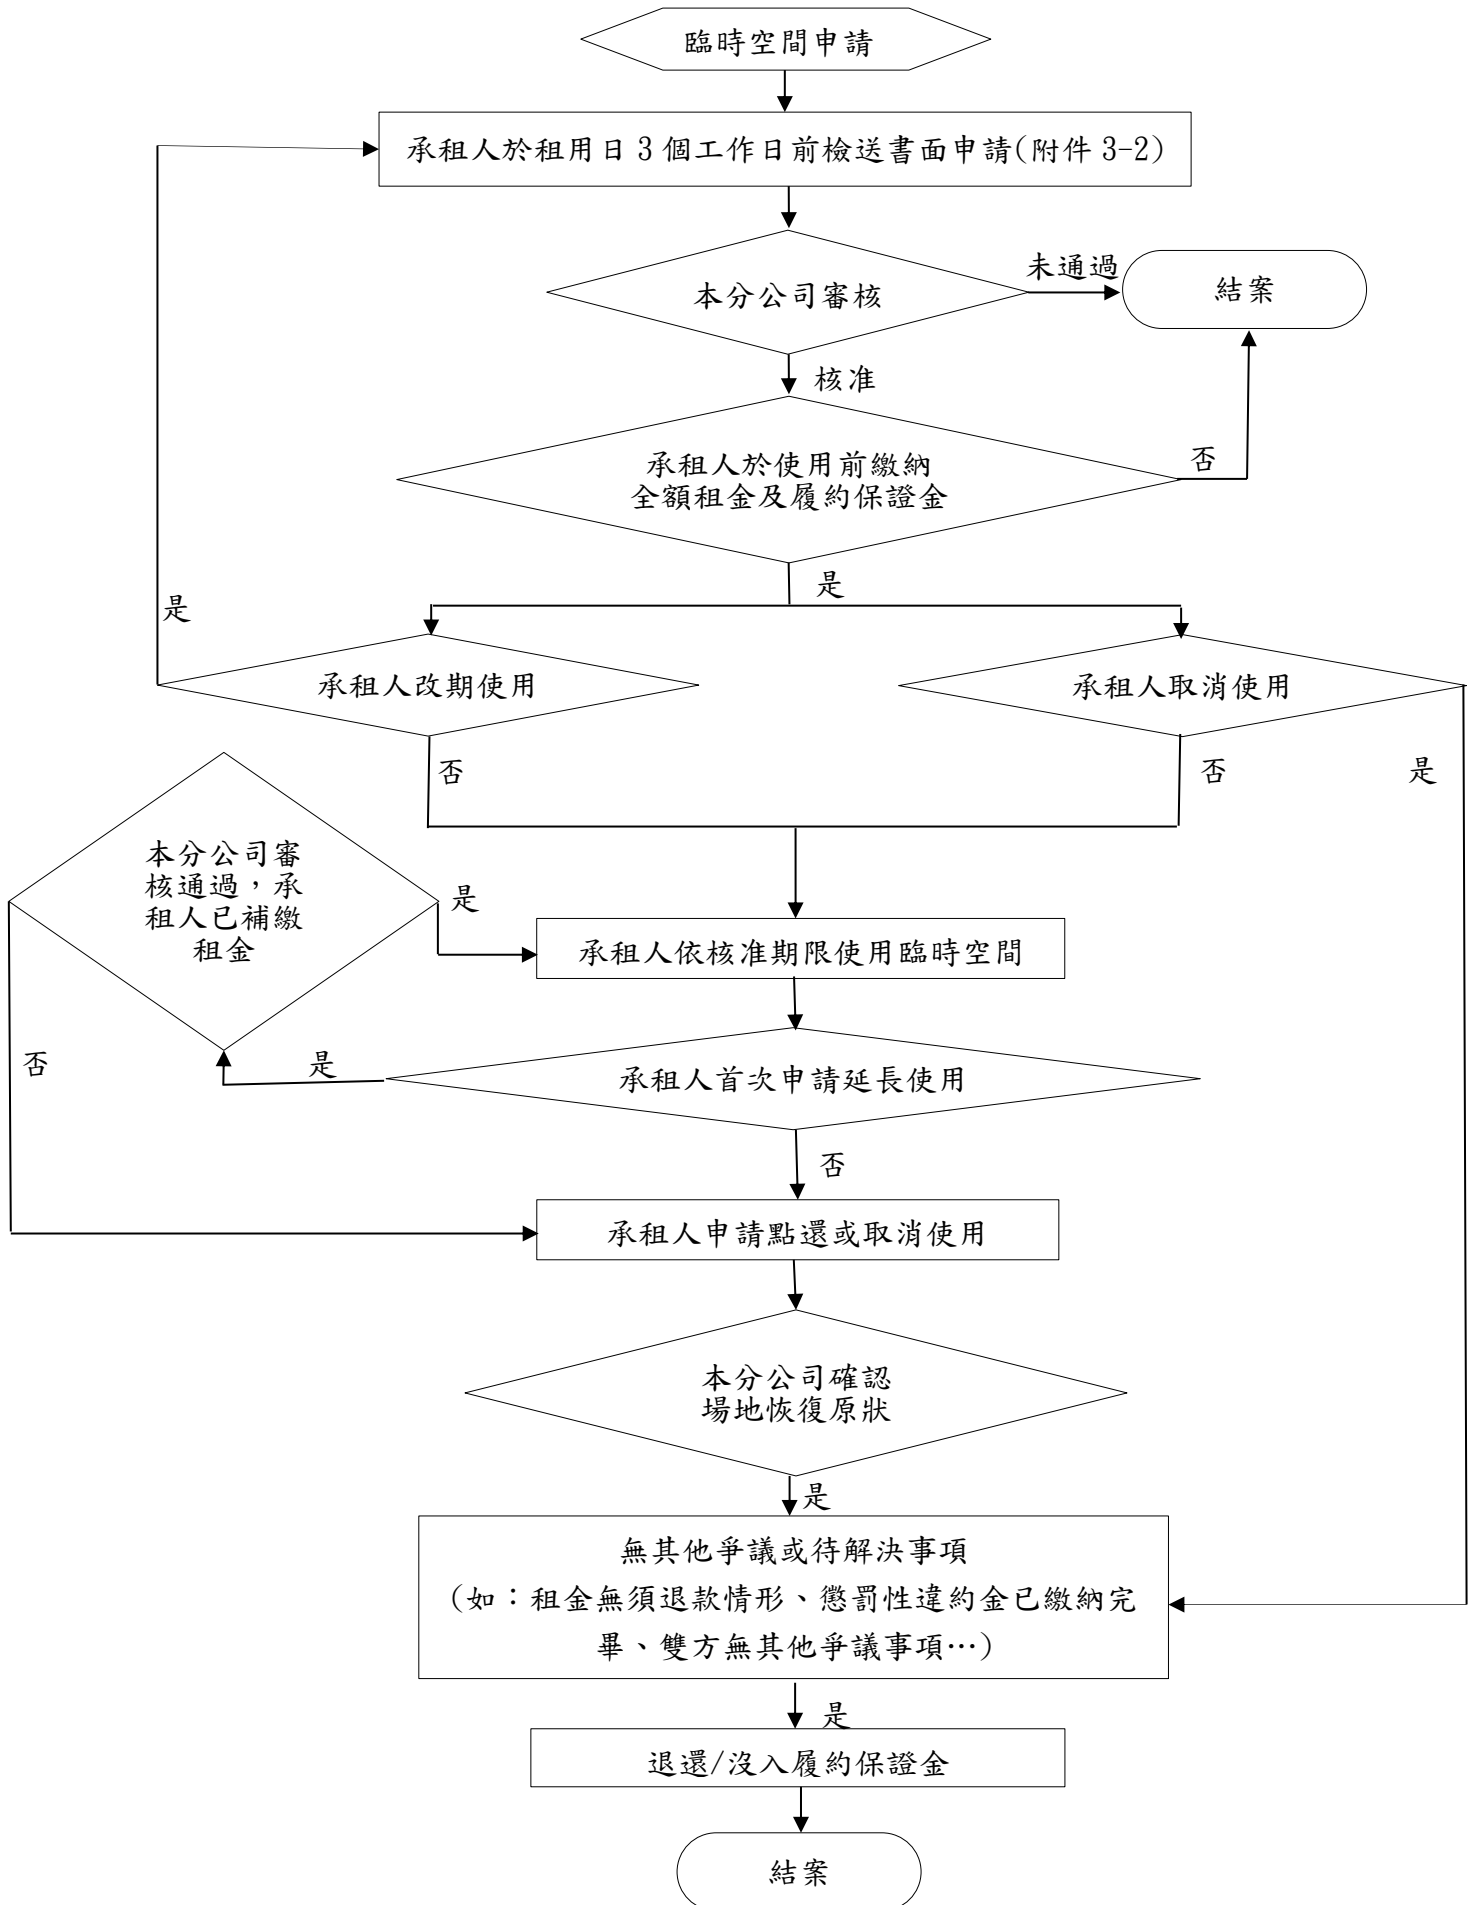 臨時空間申請
承租人於租用日 3 個工作日前檢送書面申請(附件 3-2)
未通過
本分公司審核
結案
核准
承租人於使用前繳納
全額租金及履約保證金
否
是
是
承租人改期使用
承租人取消使用
否
否
是
本分公司審
核通過，承
租人已補繳
租金
是
承租人依核准期限使用臨時空間
否
是
承租人首次申請延長使用
否
承租人申請點還或取消使用
本分公司確認
場地恢復原狀
是
無其他爭議或待解決事項
(如：租金無須退款情形、懲罰性違約金已繳納完
畢、雙方無其他爭議事項…)
是
退還/沒入履約保證金
結案